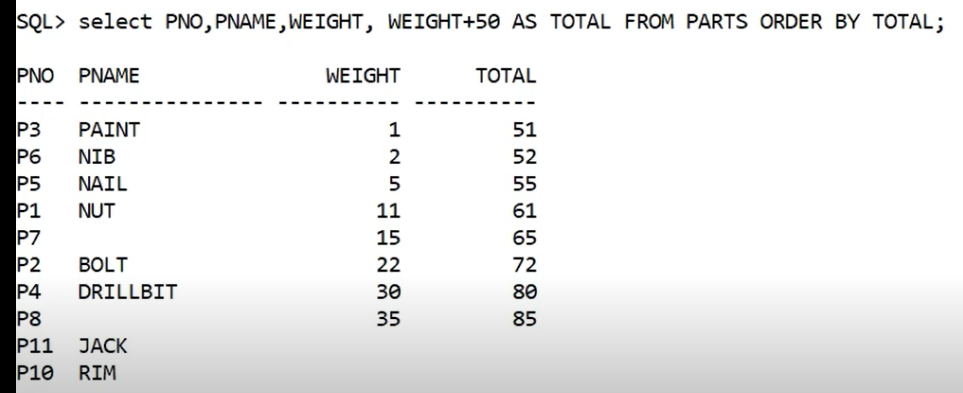 SQL> select PNO,PNAME,WEIGHT, WEIGHT+50 AS TOTAL FROM PARTS ORDER BY TOTAL;
PNO PNAME WEIGHT TOTAL
---- --------------- ---------- ----------
P3 PAINT 1 51
P6 NIB 2 52
P5 NAIL 5 55
P1 NUT 11 61
P7 15 65
P2 BOLT 22 72
P4 DRILLBIT 30 80
P8 35 85
P11 JACK
P10 RIM